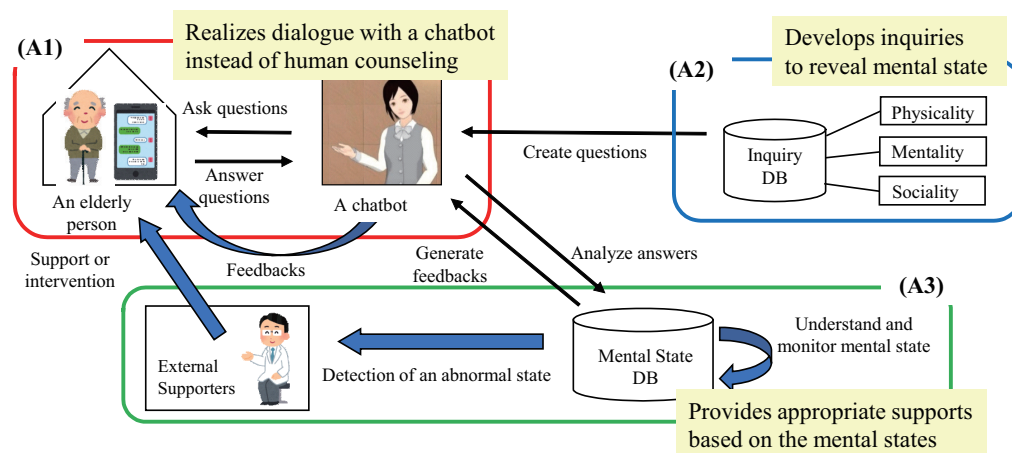 (A1)
Realizes dialogue with a chatbot
instead of human counseling
Ask questions
Answer
questions
An elderly
person
A chatbot
Feedbacks
Create questions
(A2)
Develops inquiries
to reveal mental state
Inquiry
DB
Physicality
Mentality
Sociality
Support or
intervention
Generate
feedbacks
Analyze answers
(A3)
External
Supporters
Detection of an abnormal state
Mental State
DB
Understand and
monitor mental state
Provides appropriate supports
based on the mental states